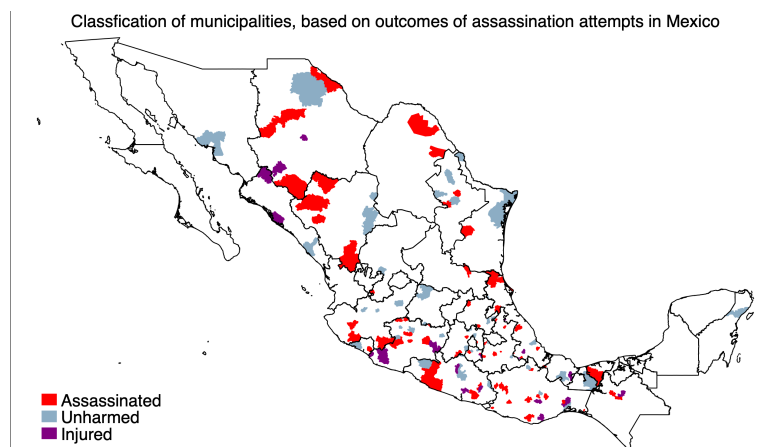 Classfication of municipalities, based on outcomes of assassination attempts in Mexico
Assassinated
Unharmed
Injured